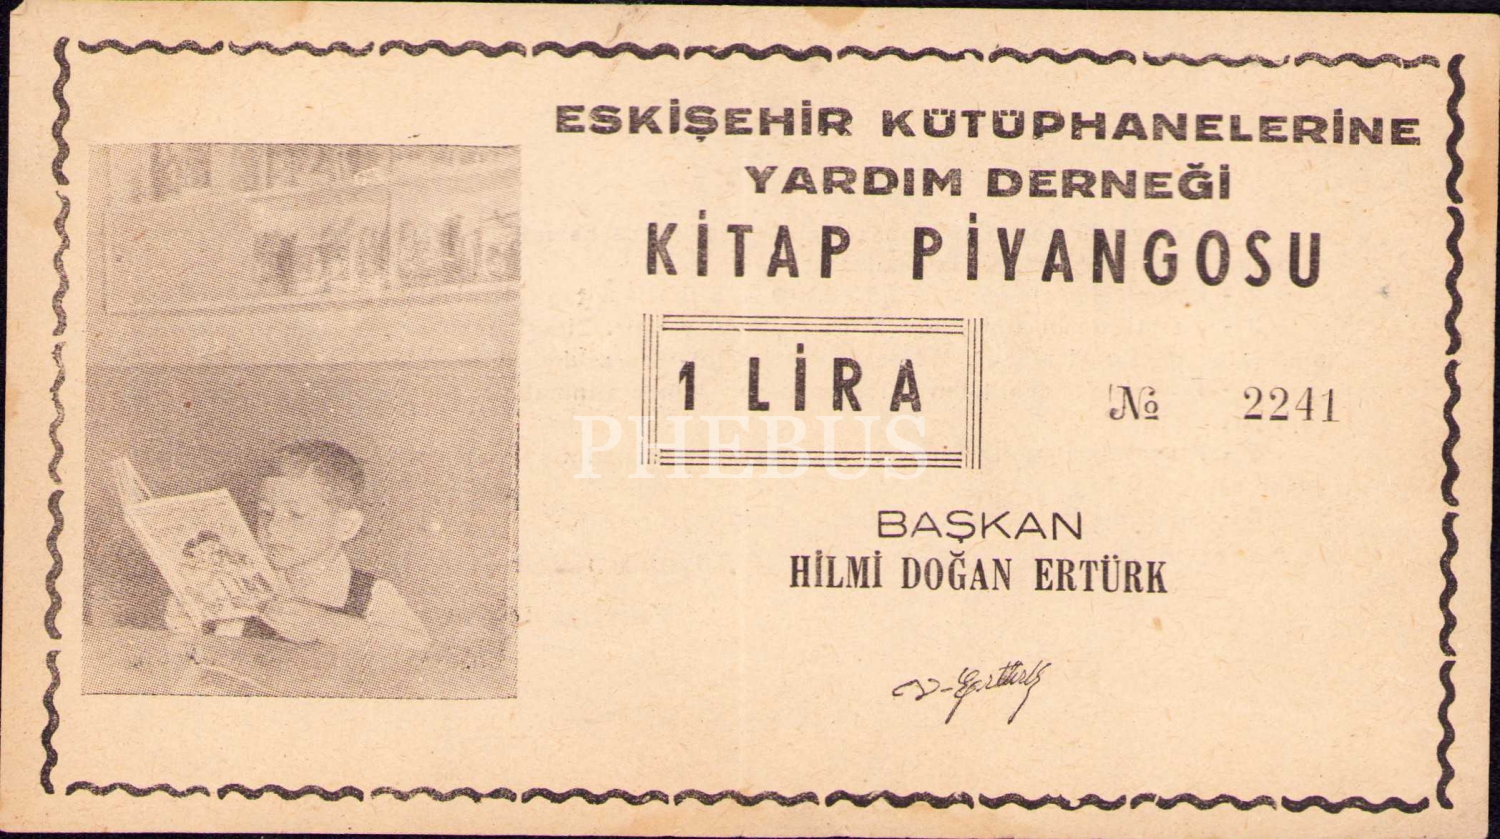 ESKİŞEHİR KÜTÜPHANELERİNE
YARDIM DERNEĞİ
KİTAP PİYANGOSU
1 LİRA
№ 2241
PHEBUS
BAŞKAN
HİLMİ DOĞAN ERTÜRK